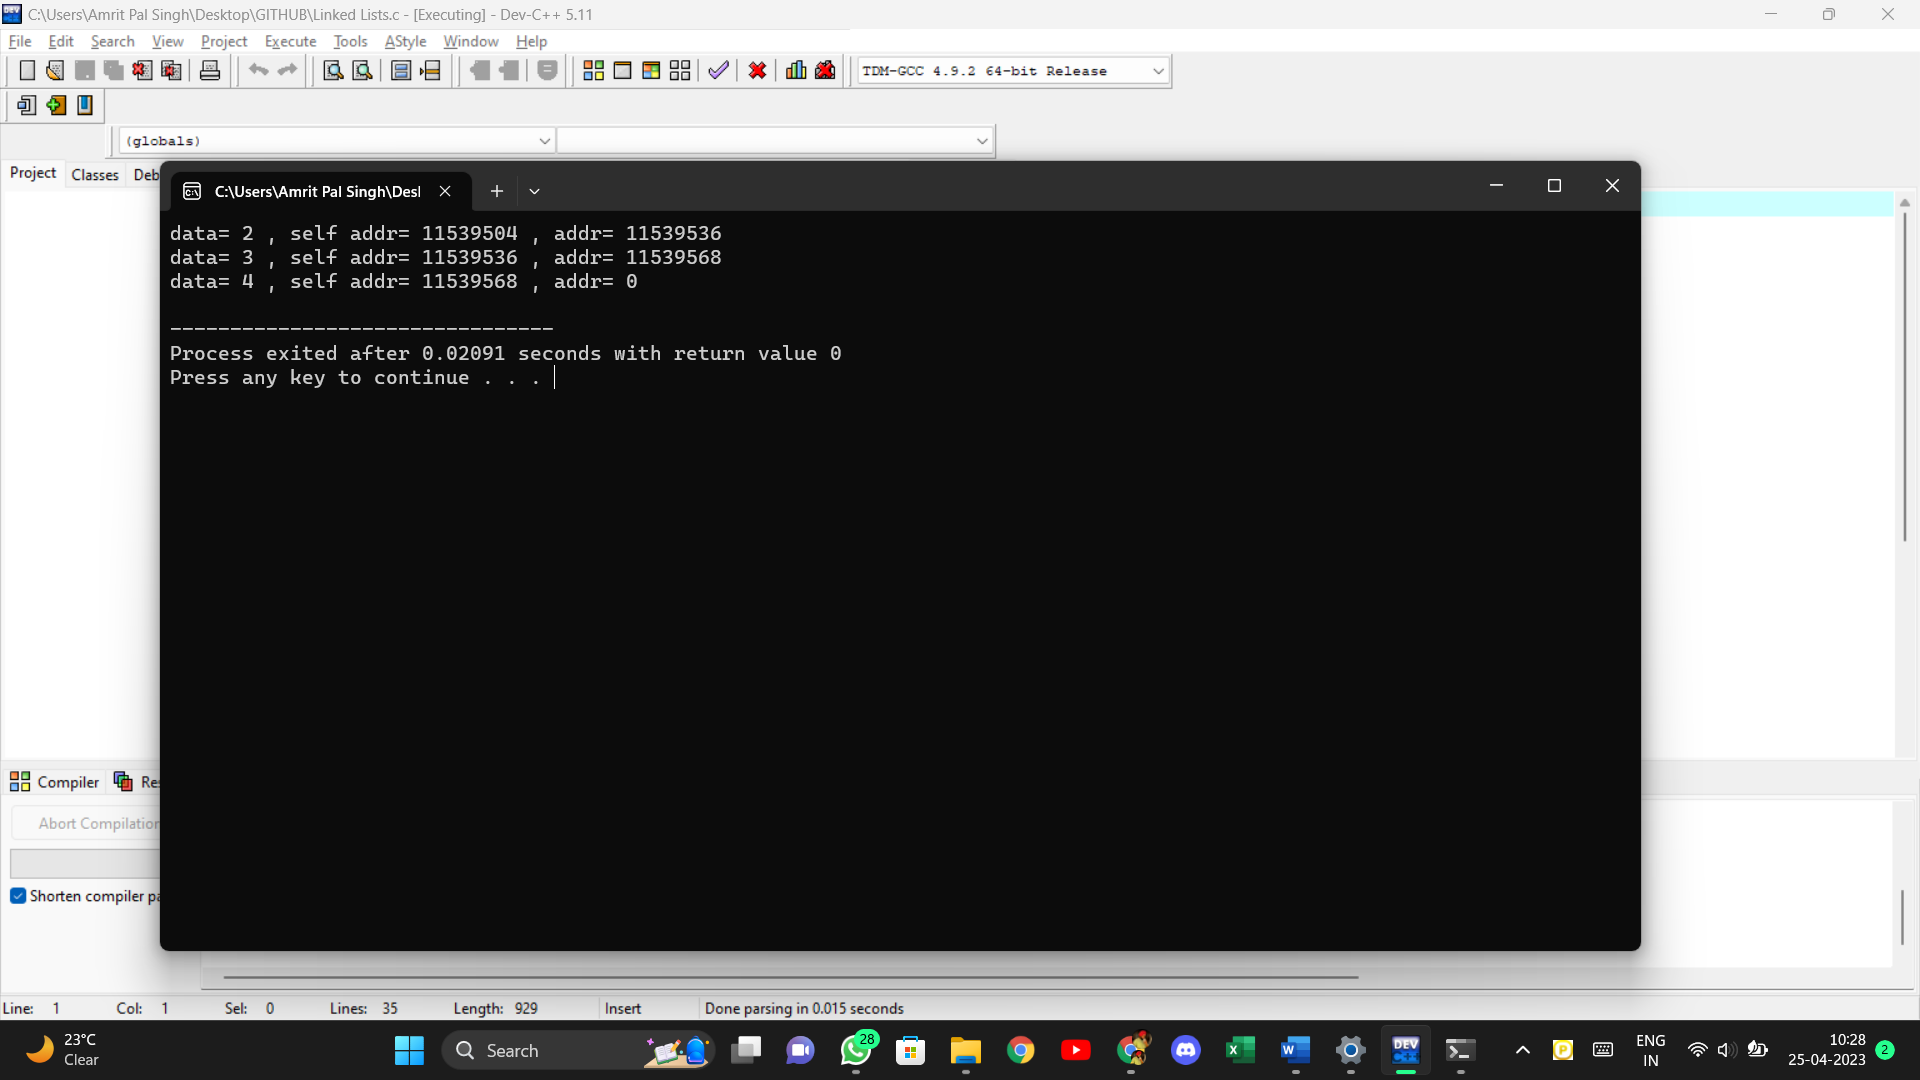 C:\Users\Amrit Pal Singh\Desktop\GITHUB\Linked Lists.c - [Executing] - Dev-C++ 5.11
File Edit Search View Project Execute Tools AStyle Window Help
TDM-GCC 4.9.2 64-bit Release
(globals)
Project Classes Deb
C:\Users\Amrit Pal Singh\Desl
data= 2 , self addr= 11539504 , addr= 11539536
data= 3 , self addr= 11539536 , addr= 11539568
data= 4 , self addr= 11539568 , addr= 0
--------------------------------
Process exited after 0.02091 seconds with return value 0
Press any key to continue . . .
Compiler Res
Abort Compilation
Shorten compiler pa
Line: 1 Col: 1 Sel: 0 Lines: 35 Length: 929 Insert Done parsing in 0.015 seconds
23°C
Clear
Search
28
DEV
C++
ENG
IN
10:28
25-04-2023
2